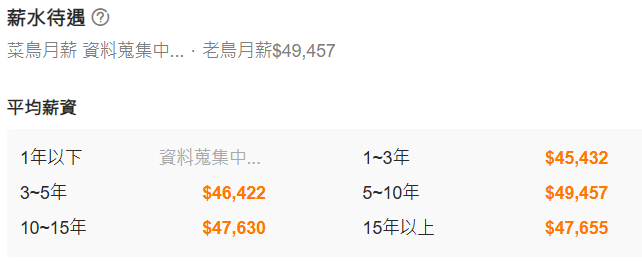 薪水待遇 ?
菜鳥月薪 資料蒐集中... · 老鳥月薪$49,457
平均薪資
1年以下 資料蒐集中... 1~3年 $45,432
3~5年 $46,422 5~10年 $49,457
10~15年 $47,630 15年以上 $47,655